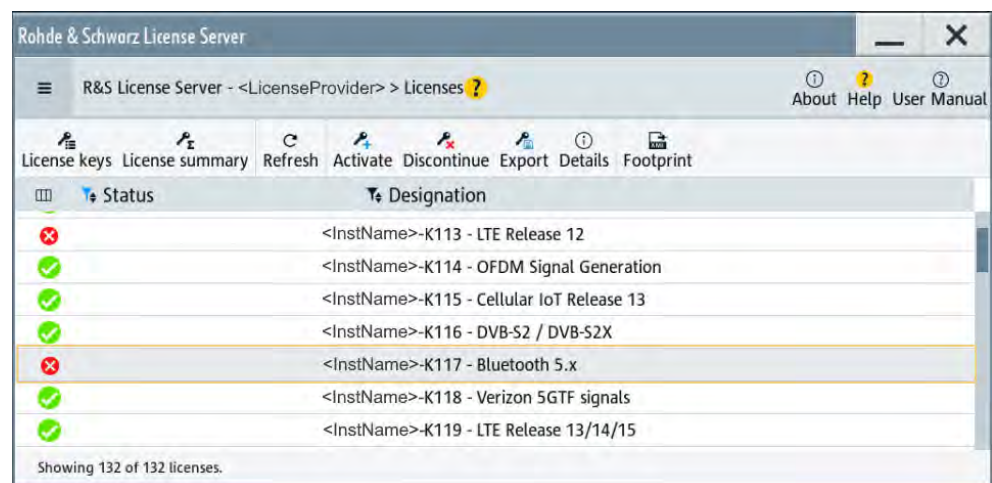 Rohde & Schwarz License Server
R&S License Server - <LicenseProvider> > Licenses ?
About Help User Manual
License keys License summary Refresh Activate Discontinue Export Details Footprint
Status Designation
<InstName>-K113 - LTE Release 12
<InstName>-K114 - OFDM Signal Generation
<InstName>-K115 - Cellular IoT Release 13
<InstName>-K116 - DVB-S2 / DVB-S2X
<InstName>-K117 - Bluetooth 5.x
<InstName>-K118 - Verizon 5GTF signals
<InstName>-K119 - LTE Release 13/14/15
Showing 132 of 132 licenses.